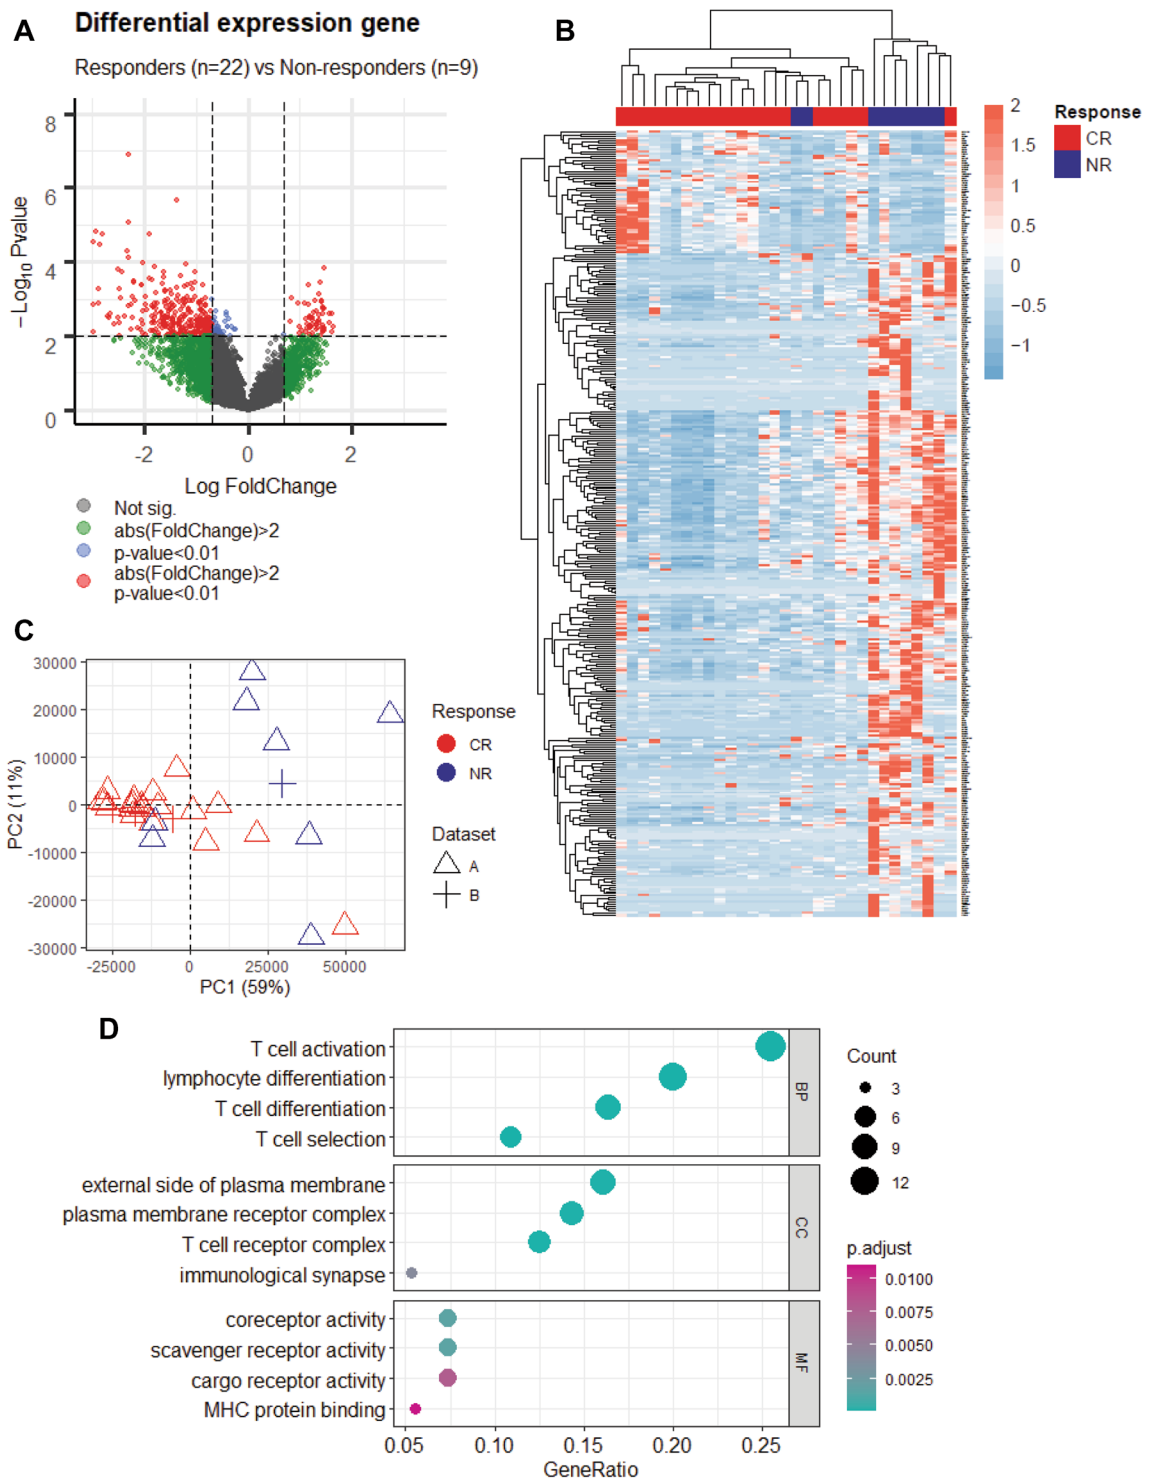 A
Differential expression gene
Responders (n=22) vs Non-responders (n=9)
8
6
4
2
0
-2
0
2
−Log10 Pvalue
Log FoldChange
Not sig.
abs(FoldChange)>2
p-value<0.01
abs(FoldChange)>2
p-value<0.01
B
2
1.5
1
0.5
0
−0.5
−1
Response
CR
NR
C
30000
20000
10000
0
-10000
-20000
-30000
-25000
0
25000
50000
PC2 (11%)
PC1 (59%)
Response
CR
NR
Dataset
A
B
D
T cell activation
lymphocyte differentiation
T cell differentiation
T cell selection
BP
external side of plasma membrane
plasma membrane receptor complex
T cell receptor complex
immunological synapse
CC
coreceptor activity
scavenger receptor activity
cargo receptor activity
MHC protein binding
MF
0.05
0.10
0.15
0.20
0.25
GeneRatio
Count
3
6
9
12
p.adjust
0.0100
0.0075
0.0050
0.0025